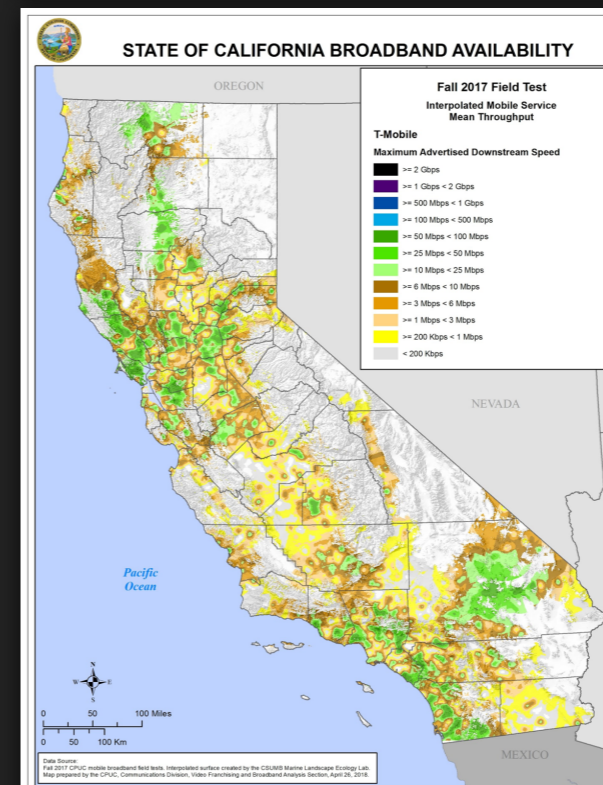 STATE OF CALIFORNIA BROADBAND AVAILABILITY
OREGON
Fall 2017 Field Test
Interpolated Mobile Service
Mean Throughput
T-Mobile
Maximum Advertised Downstream Speed
>= 2 Gbps
>= 1 Gbps < 2 Gbps
>= 500 Mbps < 1 Gbps
>= 100 Mbps < 500 Mbps
>= 50 Mbps < 100 Mbps
>= 25 Mbps < 50 Mbps
>= 10 Mbps < 25 Mbps
>= 6 Mbps < 10 Mbps
>= 3 Mbps < 6 Mbps
>= 1 Mbps < 3 Mbps
>= 200 Kbps < 1 Mbps
< 200 Kbps
NEVADA
Pacific
Ocean
N
W E
S
0 50 100 Miles
0 50 100 Km
MEXICO
Data Source:
Fall 2017 CPUC mobile broadband field tests. Interpolated surface created by the CSUMB Marine Landscape Ecology Lab.
Map prepared by the CPUC, Communications Division, Video Franchising and Broadband Analysis Section, April 26, 2018.